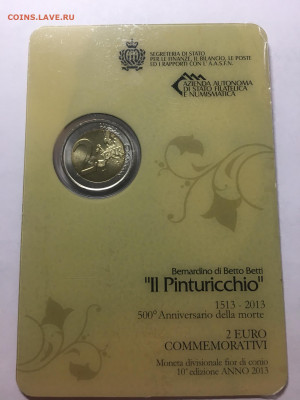 COINS.LAVE.RU
SEGRETERIA DI STATO
PER LE FINANZE, IL BILANCIO, LE POSTE
ED I RAPPORTI CON L'A.A.S.F.N.
AZIENDA AUTONOMA
DI STATO FILATELICA
E NUMISMATICA
Bernardino di Betto Betti
"Il Pinturicchio"
1513 - 2013
500° Anniversario della morte
2 EURO
COMMEMORATIVI
Moneta divisionale fior di conio
10ª edizione ANNO 2013